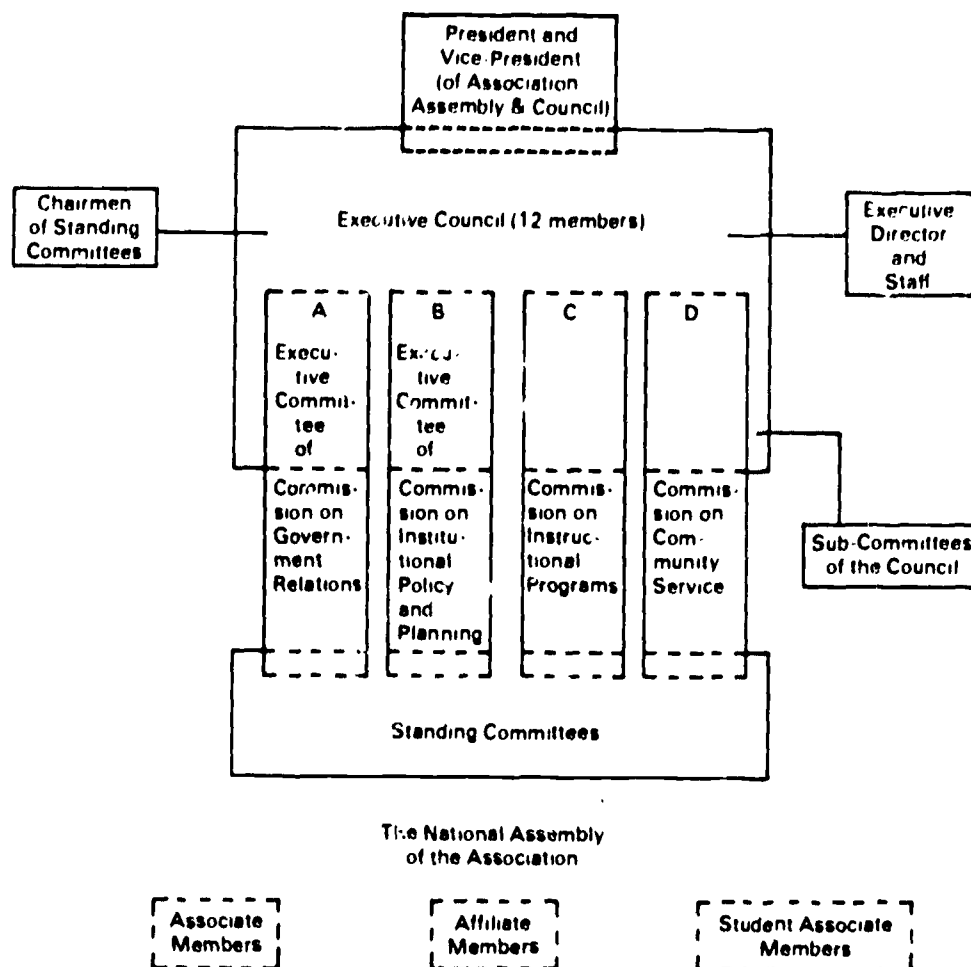 President and
Vice-President
(of Association
Assembly & Council)
Chairmen
of Standing
Committees
Executive Council (12 members)
Executive
Director
and
Staff
A
Execu-
tive
Commit-
tee
of
B
Execu-
tive
Commit-
tee
of
C
D
Commis-
sion on
Govern-
ment
Relations
Commis-
sion on
Institu-
tional
Policy
and
Planning
Commis-
sion on
Instruc-
tional
Programs
Commis-
sion on
Com-
munity
Service
Sub-Committees
of the Council
Standing Committees
The National Assembly
of the Association
Associate
Members
Affiliate
Members
Student Associate
Members